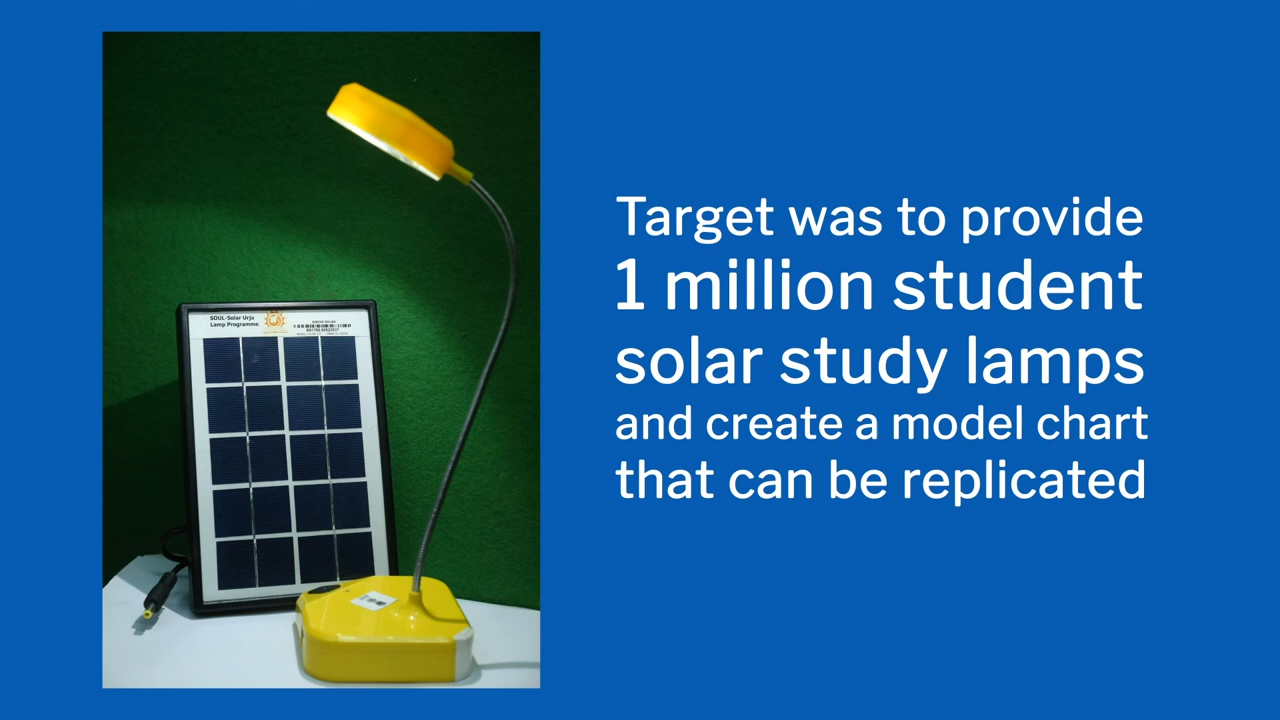 Target was to provide
1 million student
solar study lamps
and create a model chart
that can be replicated
SOUL-Solar Urja
Lamp Programme